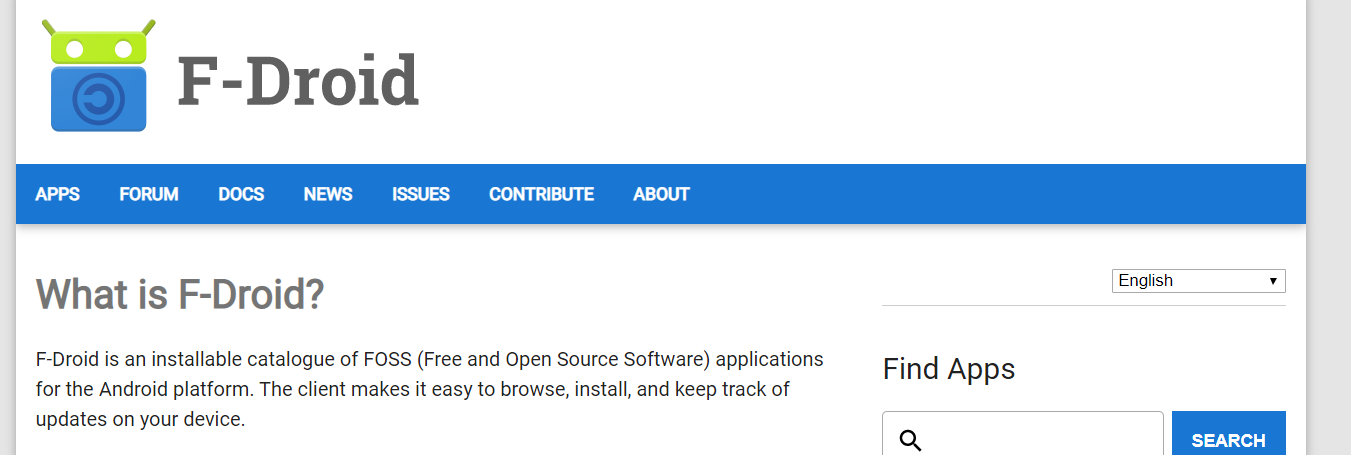 F-Droid
APPS FORUM DOCS NEWS ISSUES CONTRIBUTE ABOUT
What is F-Droid?
F-Droid is an installable catalogue of FOSS (Free and Open Source Software) applications
for the Android platform. The client makes it easy to browse, install, and keep track of
updates on your device.
English
Find Apps
SEARCH